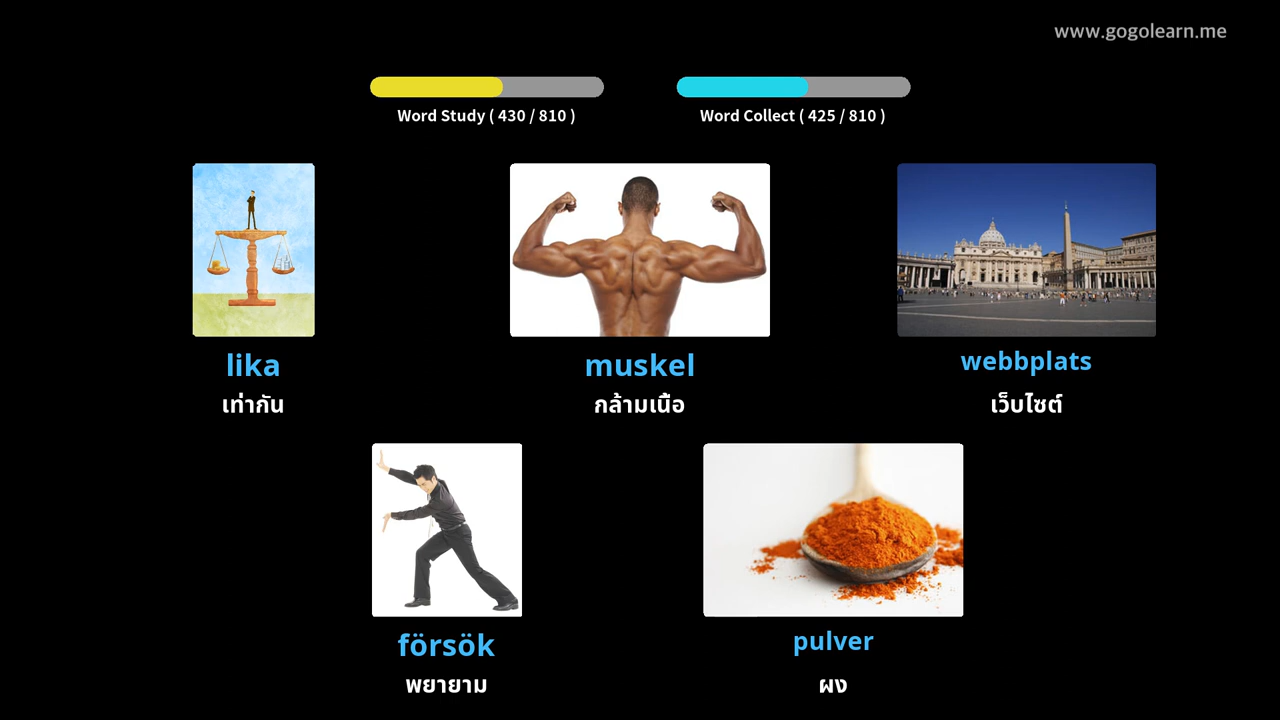 www.gogolearn.me
Word Study ( 430 / 810 )
Word Collect ( 425 / 810 )
lika
เท่ากัน
muskel
กล้ามเนื้อ
webbplats
เว็บไซต์
försök
พยายาม
pulver
ผง